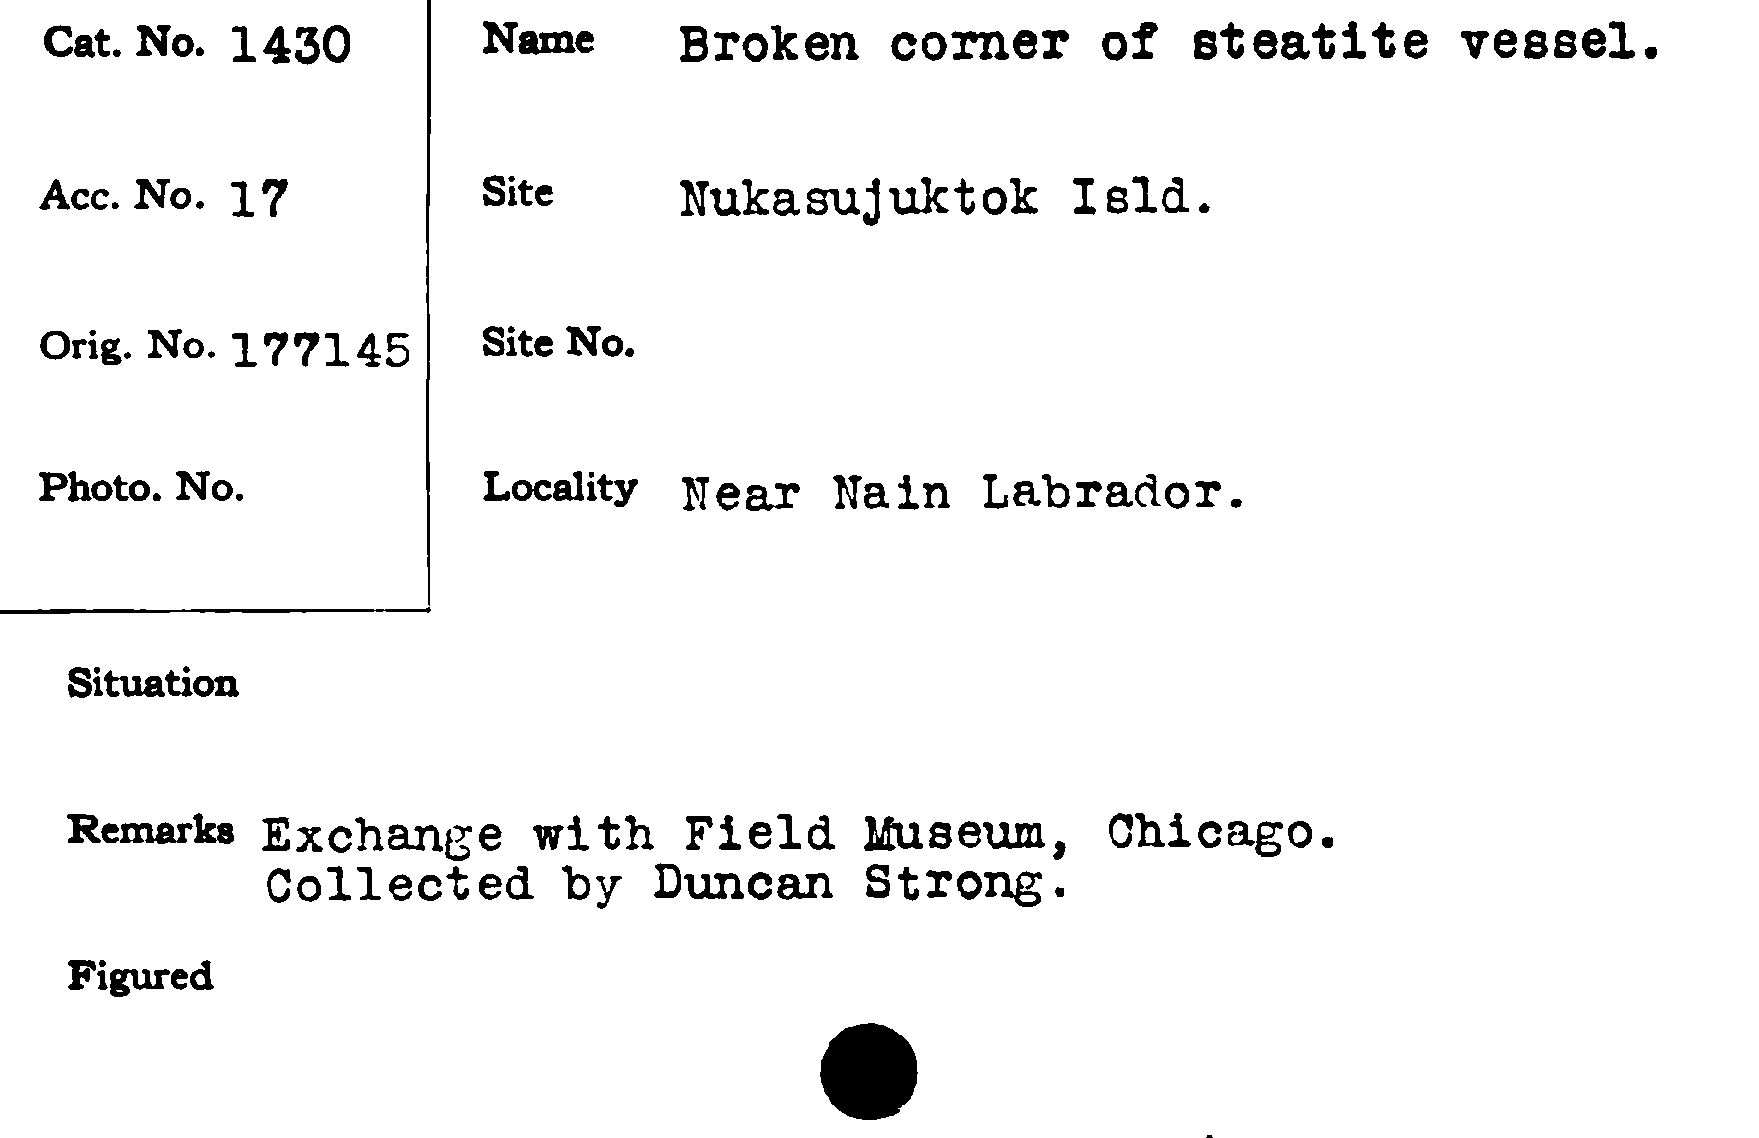 Cat. No. 1430
Name Broken corner of steatite vessel.
Acc. No. 17
Site Nukasujuktok Isld.
Orig. No. 177145
Site No.
Photo. No.
Locality Near Nain Labrador.
Situation
Remarks Exchange with Field Museum, Chicago.
Collected by Duncan Strong.
Figured